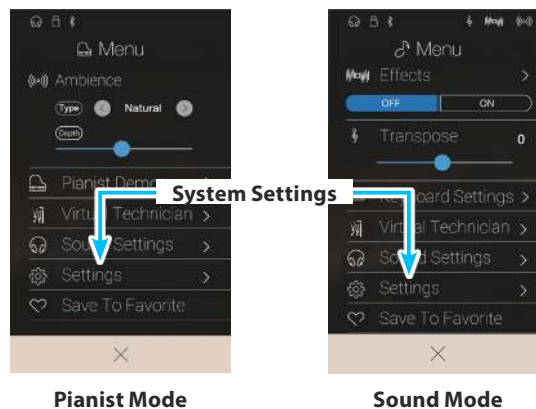 Menu
Ambience
Type Natural
Depth
Pianist Demo
Virtual Technician >
Sound Settings >
Settings >
Save To Favorite
Pianist Mode
System Settings
Menu
Effects >
OFF ON
Transpose 0
Keyboard Settings >
Virtual Technician >
Sound Settings >
Settings >
Save To Favorite
Sound Mode